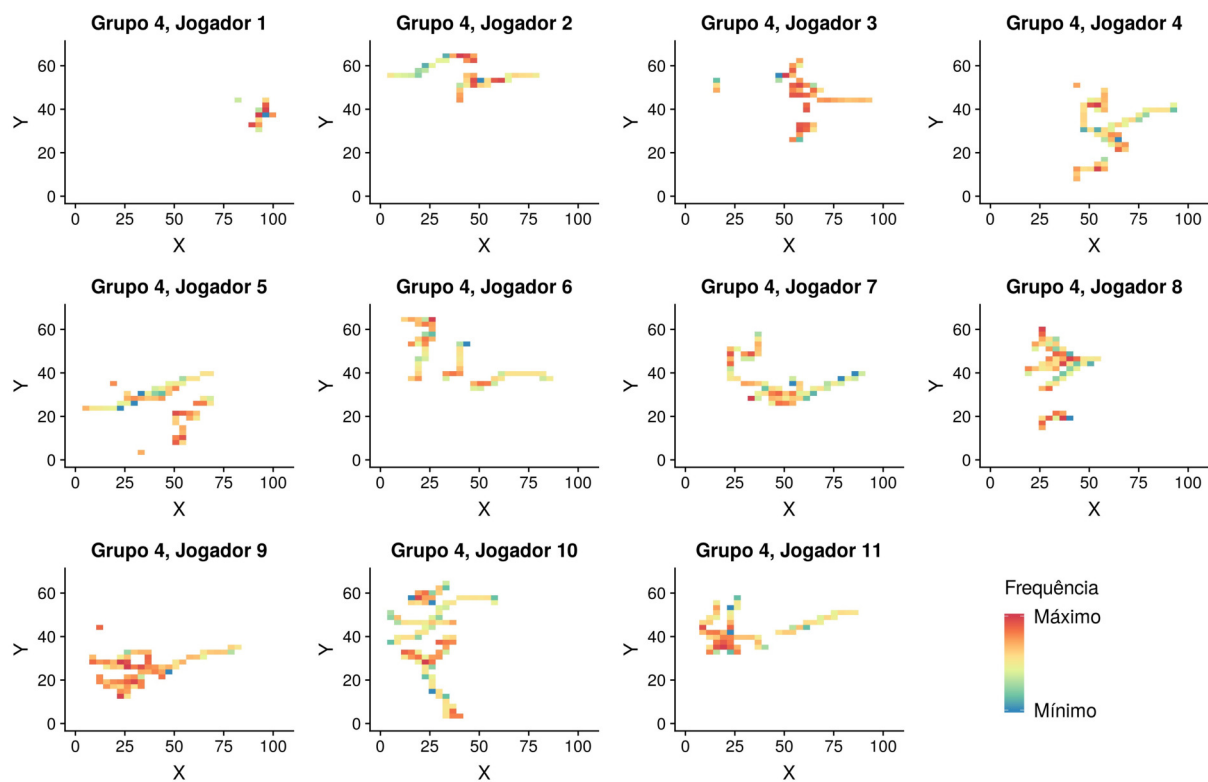 Grupo 4, Jogador 1
Grupo 4, Jogador 2
Grupo 4, Jogador 3
Grupo 4, Jogador 4
60
40
20
0
Y
0 25 50 75 100
X
60
40
20
0
Y
0 25 50 75 100
X
60
40
20
0
Y
0 25 50 75 100
X
60
40
20
0
Y
0 25 50 75 100
X
Grupo 4, Jogador 5
Grupo 4, Jogador 6
Grupo 4, Jogador 7
Grupo 4, Jogador 8
60
40
20
0
Y
0 25 50 75 100
X
60
40
20
0
Y
0 25 50 75 100
X
60
40
20
0
Y
0 25 50 75 100
X
60
40
20
0
Y
0 25 50 75 100
X
Grupo 4, Jogador 9
Grupo 4, Jogador 10
Grupo 4, Jogador 11
60
40
20
0
Y
0 25 50 75 100
X
60
40
20
0
Y
0 25 50 75 100
X
60
40
20
0
Y
0 25 50 75 100
X
Frequência
Máximo
Mínimo